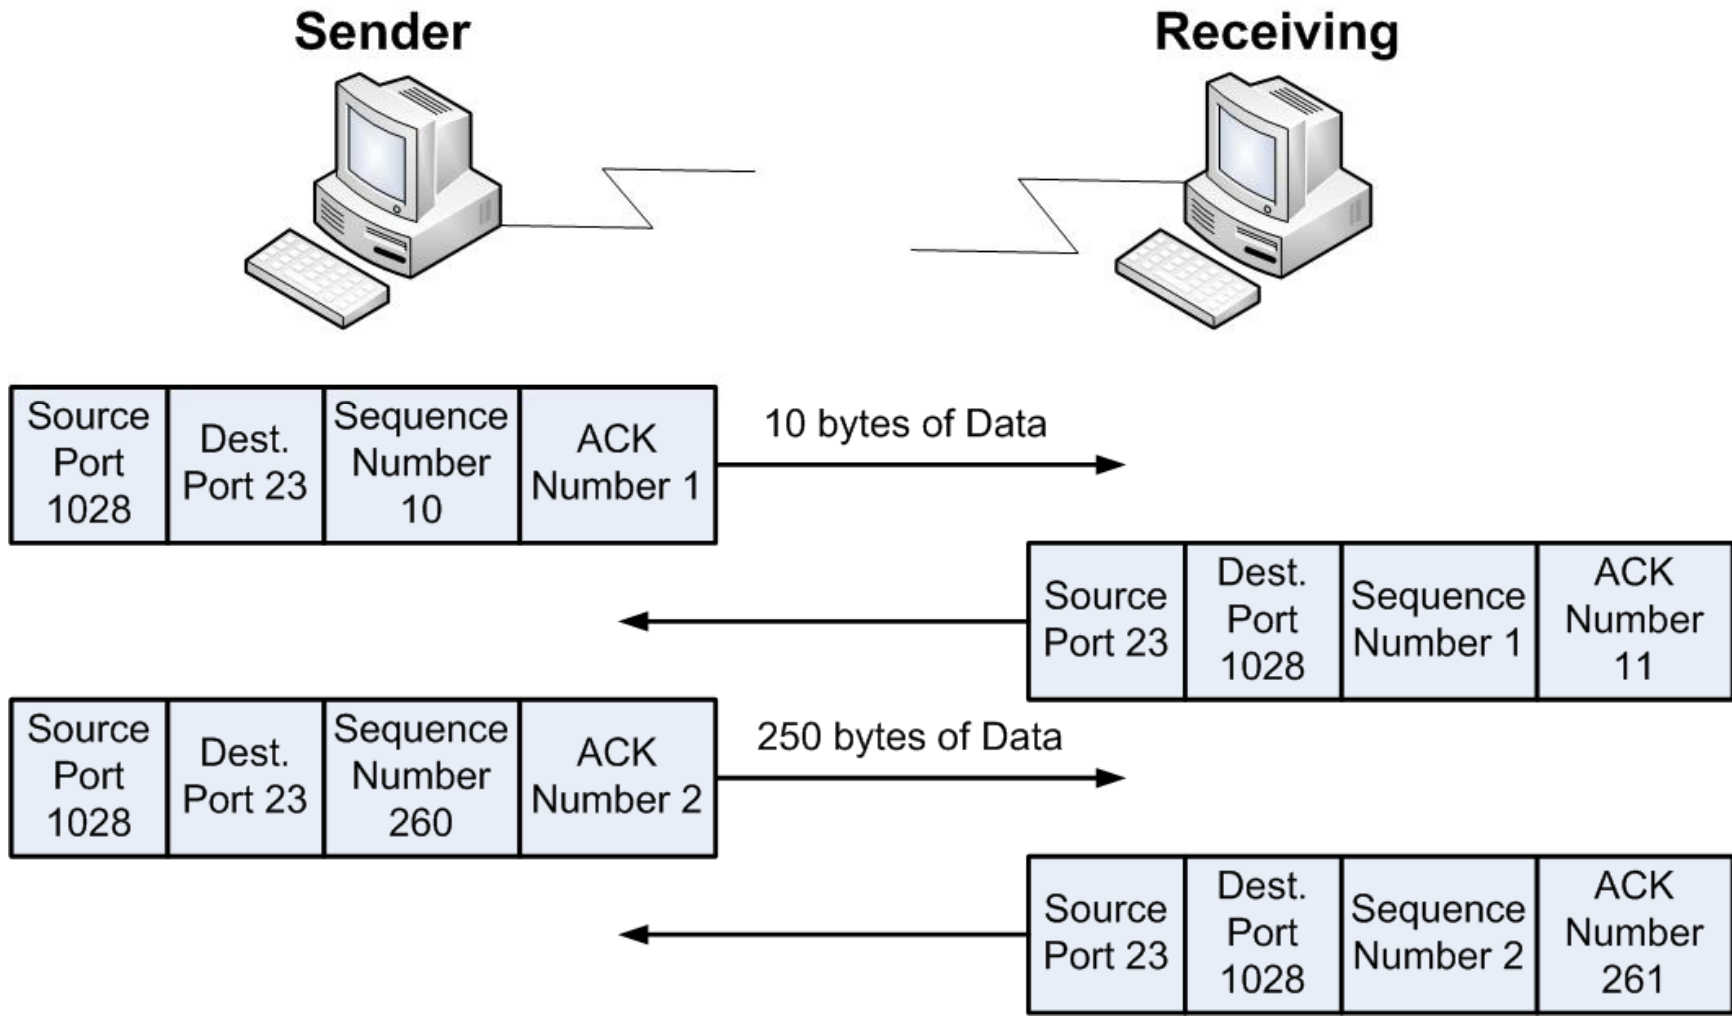 Sender
Receiving
Source
Port
1028
Dest.
Port 23
Sequence
Number
10
ACK
Number 1
10 bytes of Data
Source
Port 23
Dest.
Port
1028
Sequence
Number 1
ACK
Number
11
Source
Port
1028
Dest.
Port 23
Sequence
Number
260
ACK
Number 2
250 bytes of Data
Source
Port 23
Dest.
Port
1028
Sequence
Number 2
ACK
Number
261